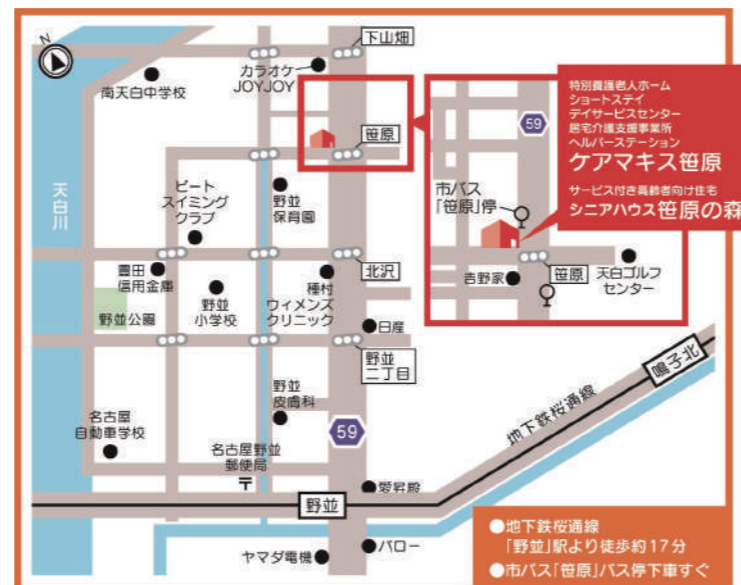 N
下山畑
カラオケ
JOYJOY
南天白中学校
笹原
天白川
ビート
スイミング
クラブ
野並
保育園
豊田
信用金庫
北沢
野並公園
野並
小学校
種村
ウィメンズ
クリニック
日産
野並
二丁目
野並
皮膚科
59
名古屋
自動車学校
名古屋野並
郵便局
〒
愛昇殿
野並
ヤマダ電機
バロー
地下鉄桜通線
鳴子北
59
市バス
「笹原」停
吉野家
笹原
天白ゴルフ
センター
特別養護老人ホーム
ショートステイ
デイサービスセンター
居宅介護支援事業所
ヘルパーステーション
ケアマキス笹原
サービス付き高齢者向け住宅
シニアハウス笹原の森
●地下鉄桜通線
「野並」駅より徒歩約17分
●市バス「笹原」バス停下車すぐ